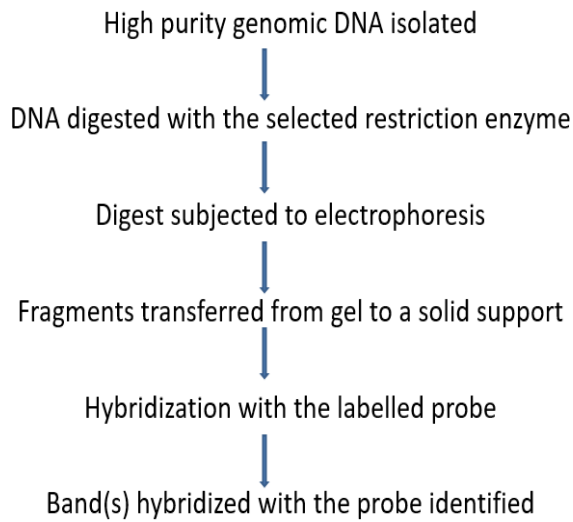 High purity genomic DNA isolated
DNA digested with the selected restriction enzyme
Digest subjected to electrophoresis
Fragments transferred from gel to a solid support
Hybridization with the labelled probe
Band(s) hybridized with the probe identified